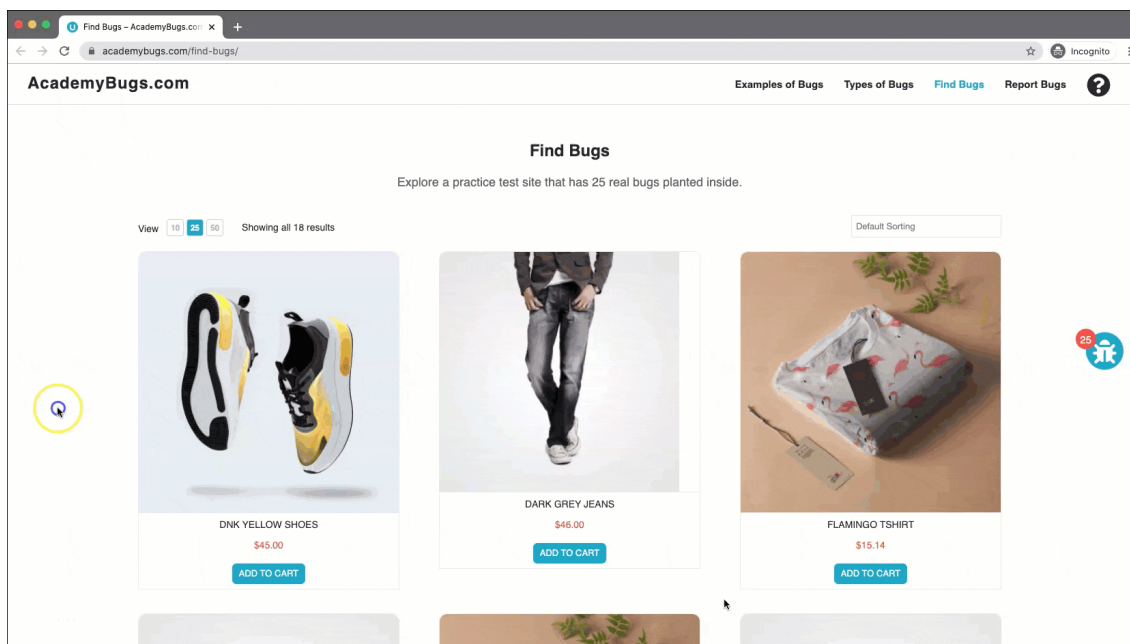 Find Bugs – AcademyBugs.com
academybugs.com/find-bugs/
Incognito
AcademyBugs.com
Examples of Bugs
Types of Bugs
Find Bugs
Report Bugs
?
Find Bugs
Explore a practice test site that has 25 real bugs planted inside.
View 10 25 50 Showing all 18 results
Default Sorting
25
DNK YELLOW SHOES
$45.00
ADD TO CART
DARK GREY JEANS
$46.00
ADD TO CART
FLAMINGO TSHIRT
$15.14
ADD TO CART